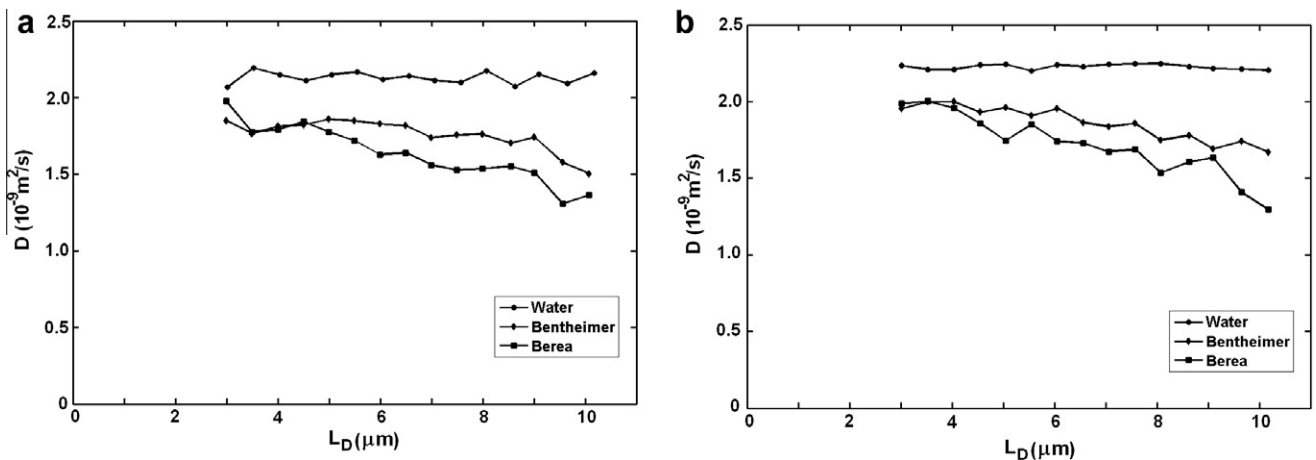 a
2.5
2.0
1.5
1.0
0.5
0
D (10⁻⁹m²/s)
0 2 4 6 8 10
L_D (μm)
Water
Bentheimer
Berea
b
2.5
2.0
1.5
1.0
0.5
0
D (10⁻⁹m²/s)
0 2 4 6 8 10
L_D (μm)
Water
Bentheimer
Berea